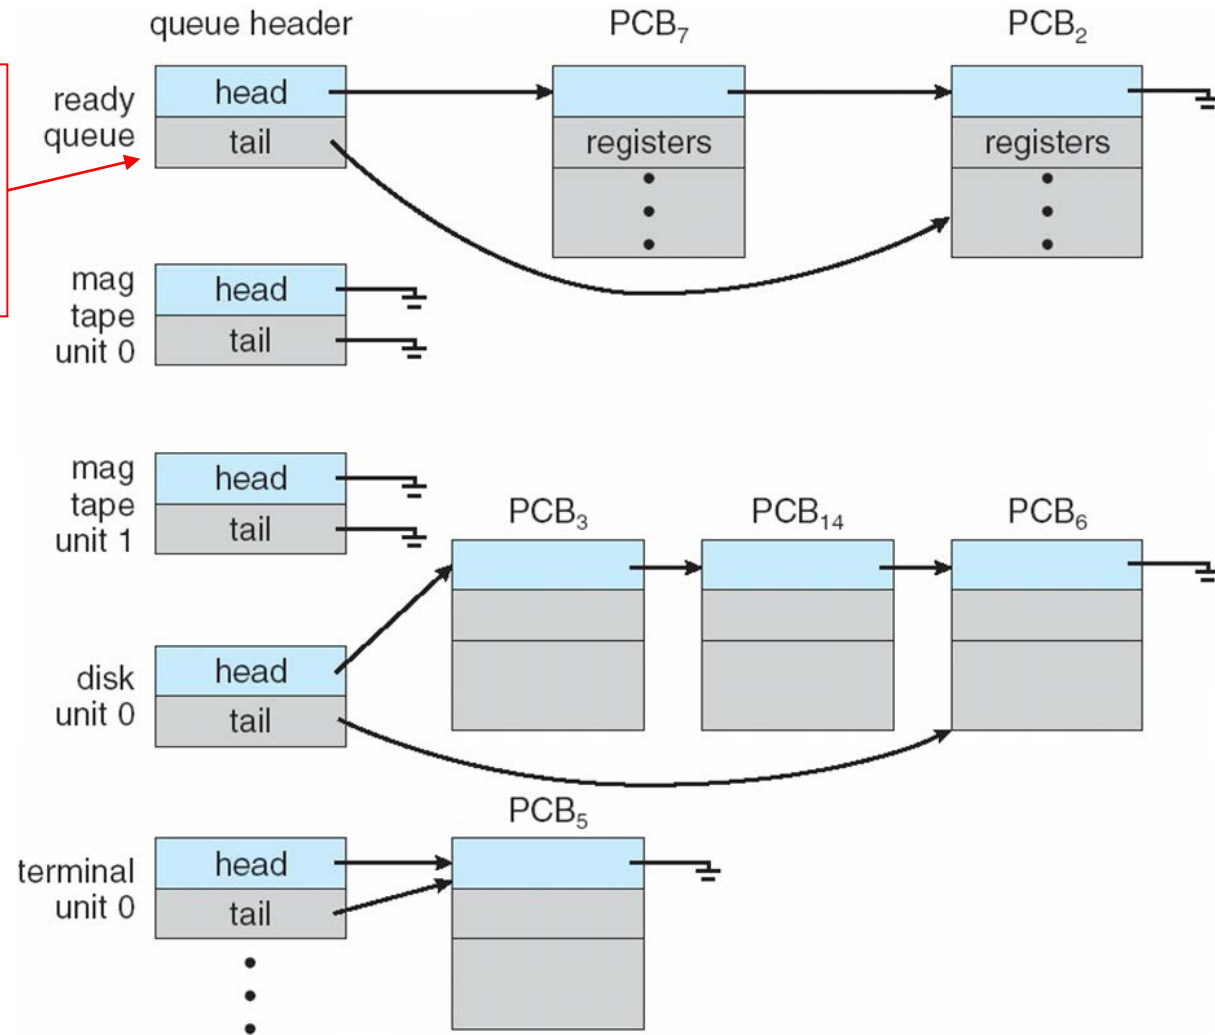 queue header
PCB₇
PCB₂
ready
queue
head
tail
registers
registers
mag
tape
unit 0
head
tail
mag
tape
unit 1
head
tail
PCB₃
PCB₁₄
PCB₆
disk
unit 0
head
tail
PCB₅
terminal
unit 0
head
tail